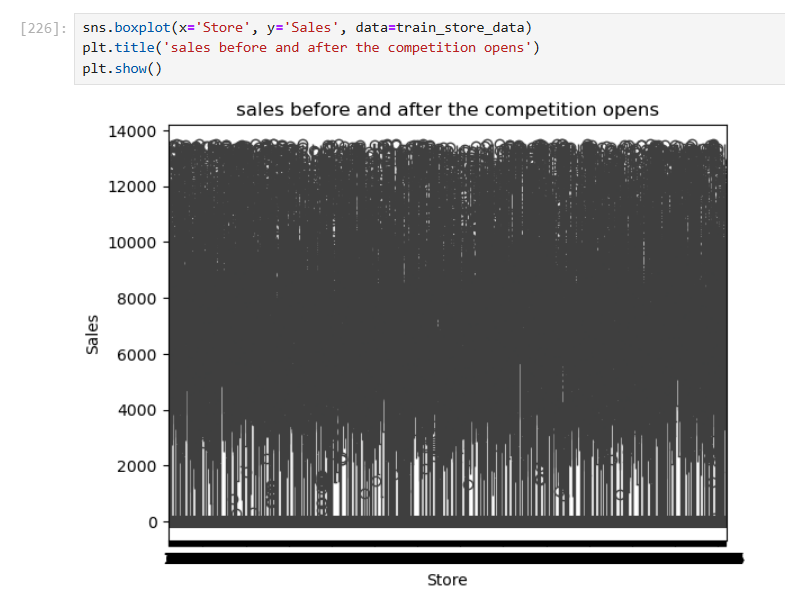 [226]:
sns.boxplot(x='Store', y='Sales', data=train_store_data)
plt.title('sales before and after the competition opens')
plt.show()
sales before and after the competition opens
14000
12000
10000
8000
6000
4000
2000
0
Sales
Store